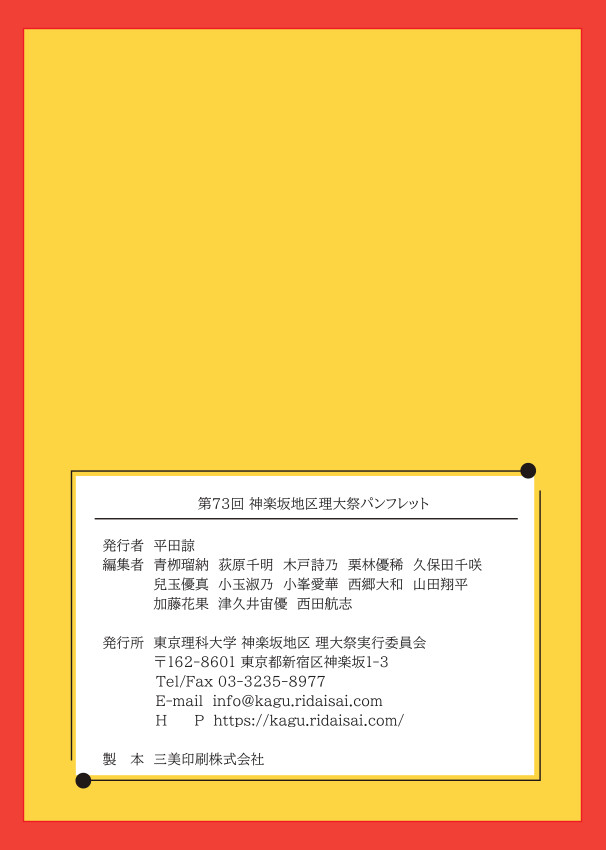 第73回 神楽坂地区理大祭パンフレット
発行者 平田諒
編集者 青栁瑠納 荻原千明 木戸詩乃 栗林優稀 久保田千咲
兒玉優真 小玉淑乃 小峯愛華 西郷大和 山田翔平
加藤花果 津久井宙優 西田航志
発行所 東京理科大学 神楽坂地区 理大祭実行委員会
〒162-8601 東京都新宿区神楽坂1-3
Tel/Fax 03-3235-8977
E-mail info@kagu.ridaisai.com
H P https://kagu.ridaisai.com/
製 本 三美印刷株式会社